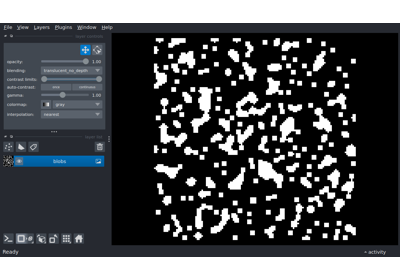 File View Layers Plugins Window Help
opacity: 1.00
blending: translucent_no_depth
contrast limits:
auto-contrast: once continuous
gamma: 1.00
colormap: gray
interpolation: nearest
blobs
Ready activity